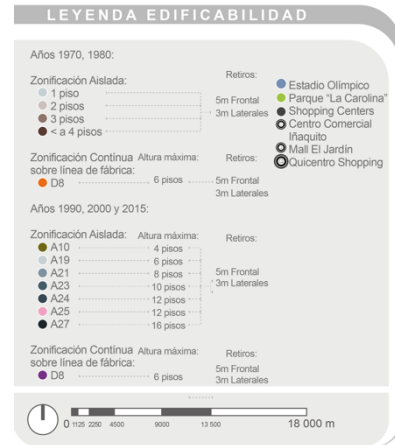 LEYENDA EDIFICABILIDAD
Años 1970, 1980:
Zonificación Aislada:
1 piso
2 pisos
3 pisos
< a 4 pisos
Retiros:
5m Frontal
3m Laterales
Estadio Olímpico
Parque "La Carolina"
Shopping Centers
Centro Comercial
Iñaquito
Mall El Jardín
Quicentro Shopping
Zonificación Contínua Altura máxima: Retiros:
sobre línea de fábrica:
D8 6 pisos 5m Frontal
3m Laterales
Años 1990, 2000 y 2015:
Zonificación Aislada: Altura máxima: Retiros:
A10 4 pisos
A19 6 pisos
A21 8 pisos 5m Frontal
A23 10 pisos 3m Laterales
A24 12 pisos
A25 12 pisos
A27 16 pisos
Zonificación Contínua Altura máxima: Retiros:
sobre línea de fábrica:
D8 6 pisos 5m Frontal
3m Laterales
0 1125 2250 4500 9000 13 500 18 000 m